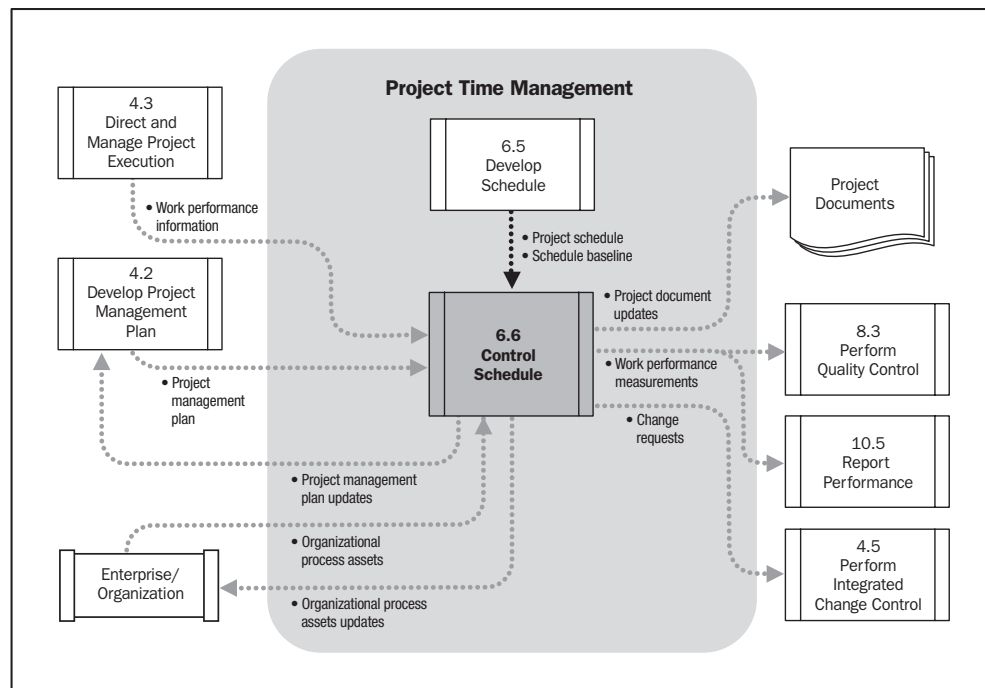 Project Time Management
4.3
Direct and
Manage Project
Execution
6.5
Develop
Schedule
Project
Documents
• Work performance
information
• Project schedule
• Schedule baseline
4.2
Develop Project
Management
Plan
6.6
Control
Schedule
• Project document
updates
8.3
Perform
Quality Control
• Work performance
measurements
• Project
management
plan
• Change
requests
10.5
Report
Performance
• Project management
plan updates
• Organizational
process assets
4.5
Perform
Integrated
Change Control
Enterprise/
Organization
• Organizational process
assets updates